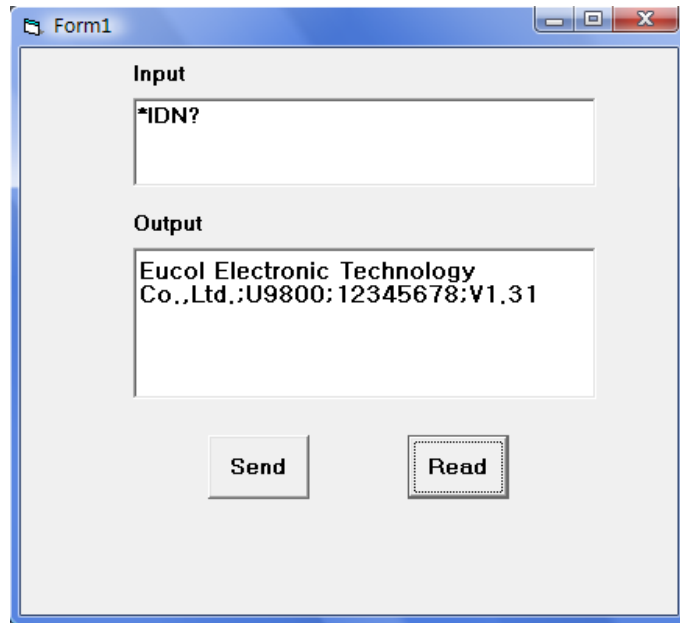 Form1
Input
*IDN?
Output
Eucol Electronic Technology
Co.,Ltd.;U9800;12345678;V1.31
Send
Read